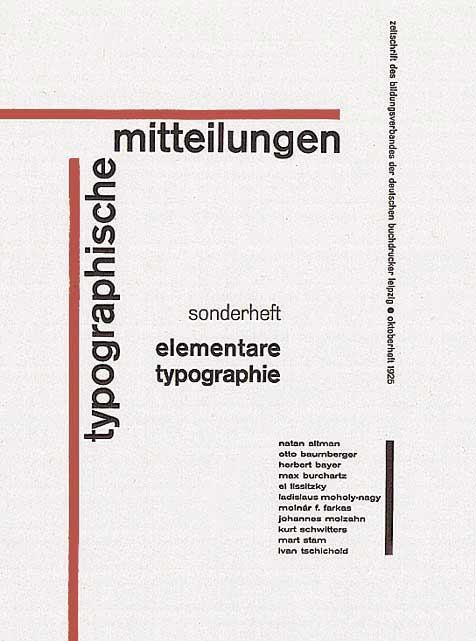 typographische
mitteilungen
zeitschrift des bildungsverbandes der deutschen buchdrucker leipzig ● oktoberheft 1925
sonderheft
elementare
typographie
natan altman
otto baumberger
herbert bayer
max burchartz
el lissitzky
ladislaus moholy-nagy
molnár f. farkas
johannes molzahn
kurt schwitters
mart stam
ivan tschichold